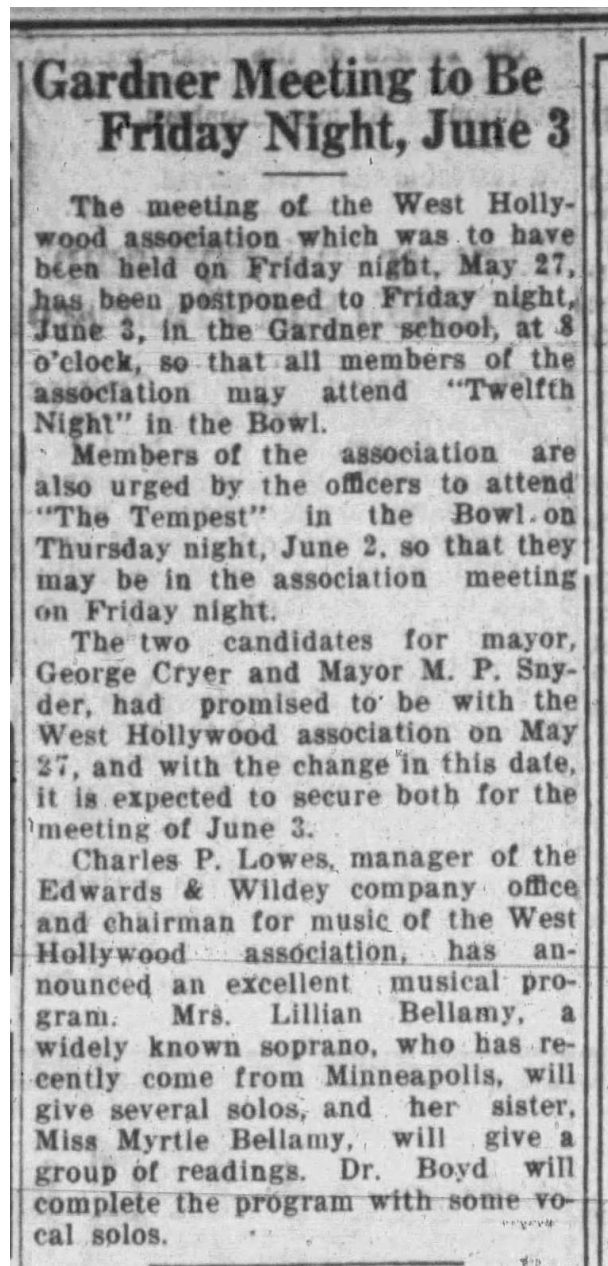 Gardner Meeting to Be
Friday Night, June 3
The meeting of the West Holly-
wood association which was to have
been held on Friday night, May 27,
has been postponed to Friday night,
June 3, in the Gardner school, at 8
o'clock, so that all members of the
association may attend "Twelfth
Night" in the Bowl.
Members of the association are
also urged by the officers to attend
"The Tempest" in the Bowl on
Thursday night, June 2, so that they
may be in the association meeting
on Friday night.
The two candidates for mayor,
George Cryer and Mayor M. P. Sny-
der, had promised to be with the
West Hollywood association on May
27, and with the change in this date,
it is expected to secure both for the
meeting of June 3.
Charles P. Lowes, manager of the
Edwards & Wildey company office
and chairman for music of the West
Hollywood association, has an-
nounced an excellent musical pro-
gram. Mrs. Lillian Bellamy, a
widely known soprano, who has re-
cently come from Minneapolis, will
give several solos, and her sister,
Miss Myrtle Bellamy, will give a
group of readings. Dr. Boyd will
complete the program with some vo-
cal solos.